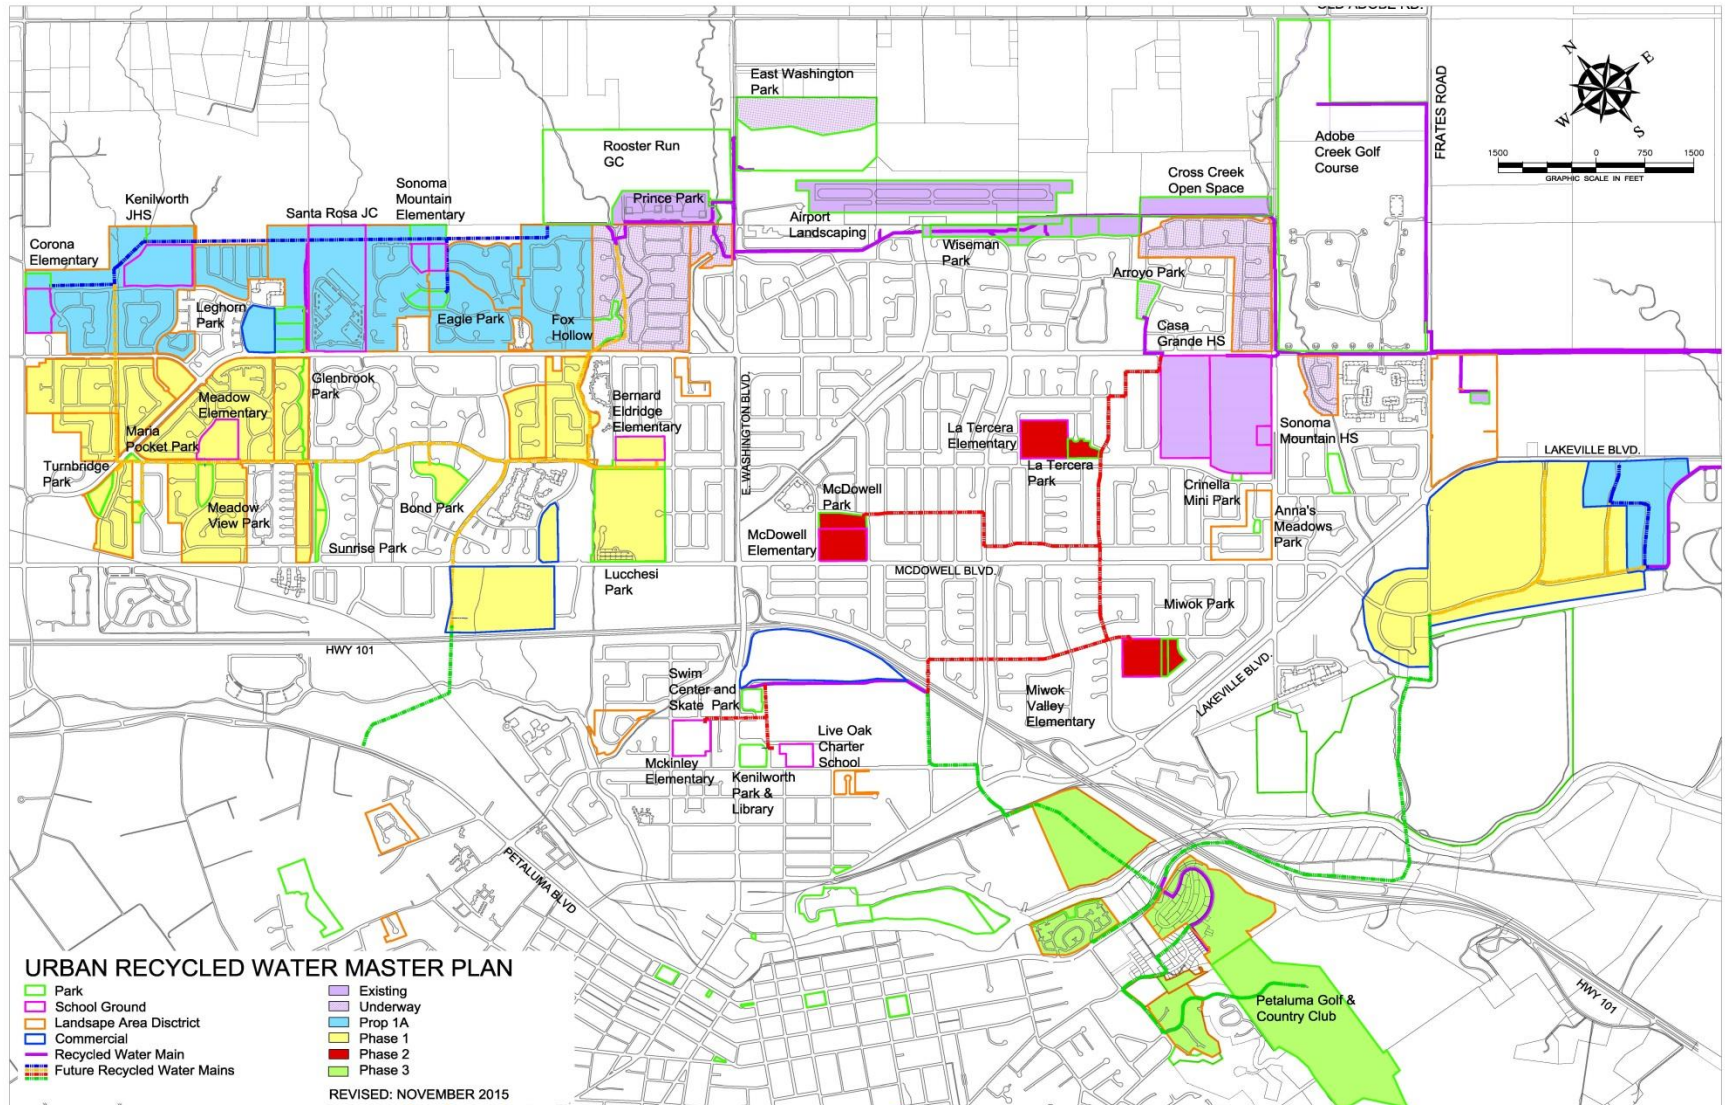 OLD ADOBE RD.
East Washington
Park
Rooster Run
GC
FRATES ROAD
N
E
W
S
1500
0
750
1500
GRAPHIC SCALE IN FEET
Adobe
Creek Golf
Course
Kenilworth
JHS
Sonoma
Mountain
Elementary
Santa Rosa JC
Prince Park
Cross Creek
Open Space
Airport
Landscaping
Corona
Elementary
Wiseman
Park
Arroyo Park
Leghorn
Park
Eagle Park
Fox
Hollow
Casa
Grande HS
Glenbrook
Park
Meadow
Elementary
Bernard
Eldridge
Elementary
E. WASHINGTON BLVD.
Maria
Pocket Park
La Tercera
Elementary
Sonoma
Mountain HS
LAKEVILLE BLVD.
Turnbridge
Park
La Tercera
Park
Crinella
Mini Park
McDowell
Park
Meadow
View Park
Bond Park
Anna's
Meadows
Park
McDowell
Elementary
Sunrise Park
Lucchesi
Park
MCDOWELL BLVD.
Miwok Park
HWY 101
Swim
Center and
Skate Park
Miwok
Valley
Elementary
LAKEVILLE BLVD.
Live Oak
Charter
School
Mckinley
Elementary
Kenilworth
Park &
Library
PETALUMA BLVD
Petaluma Golf &
Country Club
HWY 101
URBAN RECYCLED WATER MASTER PLAN
Park
School Ground
Landsape Area Disctrict
Commercial
Recycled Water Main
Future Recycled Water Mains
Existing
Underway
Prop 1A
Phase 1
Phase 2
Phase 3
REVISED: NOVEMBER 2015